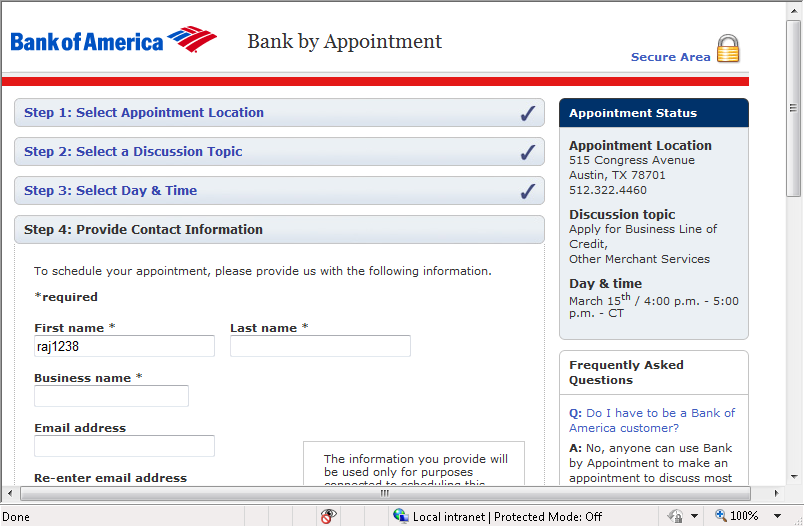 Bank of America
Bank by Appointment
Secure Area
Step 1: Select Appointment Location
Step 2: Select a Discussion Topic
Step 3: Select Day & Time
Step 4: Provide Contact Information
To schedule your appointment, please provide us with the following information.
*required
First name *
Last name *
raj1238
Business name *
Email address
Re-enter email address
The information you provide will
be used only for purposes
connected to scheduling this
Appointment Status
Appointment Location
515 Congress Avenue
Austin, TX 78701
512.322.4460
Discussion topic
Apply for Business Line of
Credit,
Other Merchant Services
Day & time
March 15th / 4:00 p.m. - 5:00
p.m. - CT
Frequently Asked
Questions
Q: Do I have to be a Bank of
America customer?
A: No, anyone can use Bank
by Appointment to make an
appointment to discuss most
Done
Local intranet | Protected Mode: Off
100%